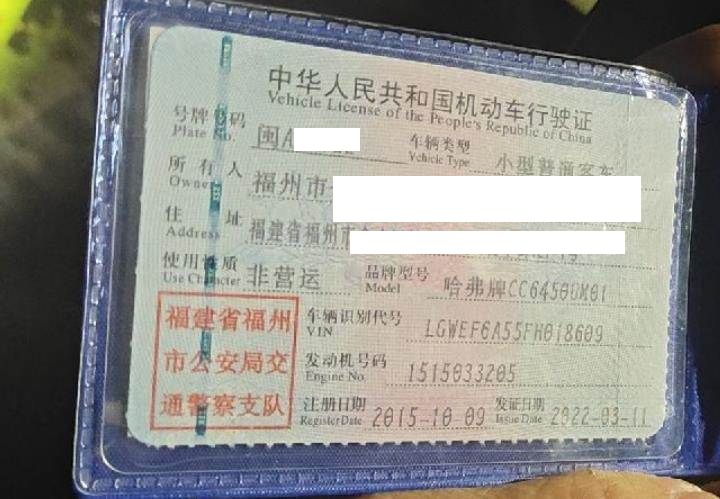 中华人民共和国机动车行驶证
Vehicle License of the People's Republic of China
号牌号码 闽A 车辆类型 小型普通客车
Plate No. Vehicle Type
所有人 福州市
Owner
住址 福建省福州市
Address
使用性质 非营运 品牌型号 哈弗牌CC6450UM01
Use Character Model
福建省福州 车辆识别代号 LGWEF6A55FH018609
VIN
市公安局交 发动机号码 1515033205
Engine No.
通警察支队 注册日期 2015-10-09 发证日期 2022-03-11
Register Date Issue Date